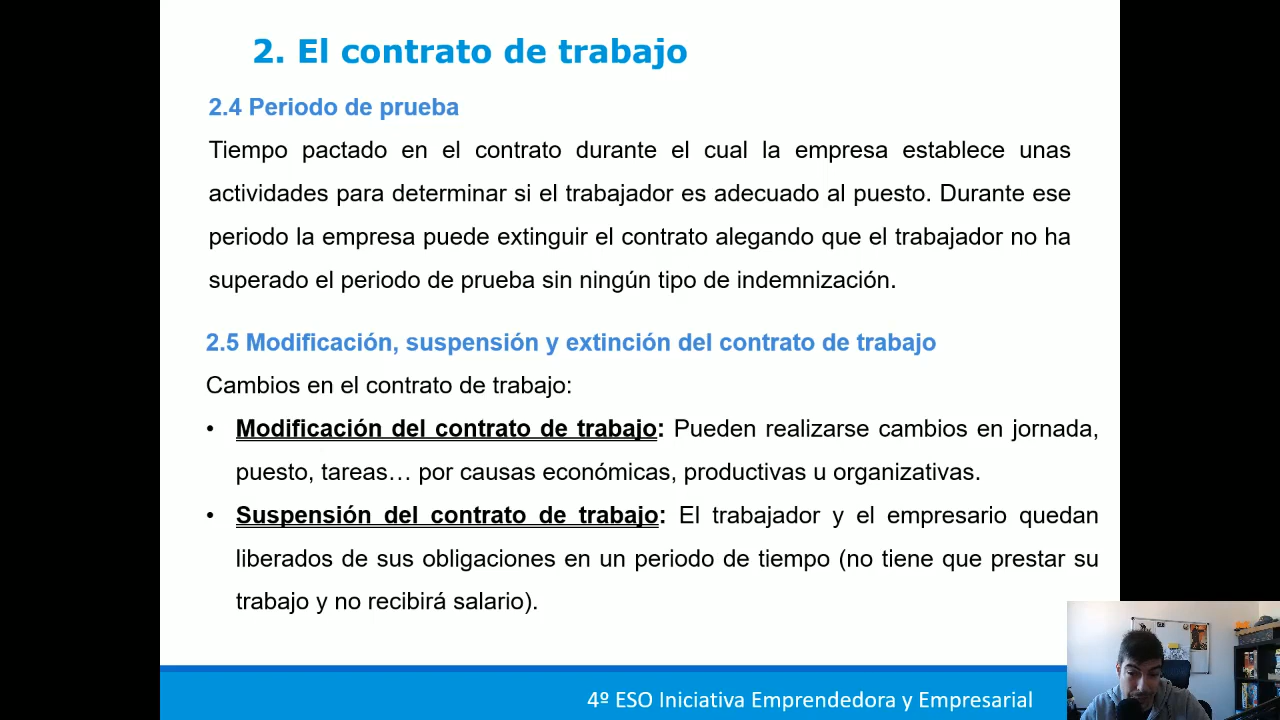 2. El contrato de trabajo
2.4 Periodo de prueba
Tiempo pactado en el contrato durante el cual la empresa establece unas
actividades para determinar si el trabajador es adecuado al puesto. Durante ese
periodo la empresa puede extinguir el contrato alegando que el trabajador no ha
superado el periodo de prueba sin ningún tipo de indemnización.
2.5 Modificación, suspensión y extinción del contrato de trabajo
Cambios en el contrato de trabajo:
• Modificación del contrato de trabajo: Pueden realizarse cambios en jornada,
puesto, tareas… por causas económicas, productivas u organizativas.
• Suspensión del contrato de trabajo: El trabajador y el empresario quedan
liberados de sus obligaciones en un periodo de tiempo (no tiene que prestar su
trabajo y no recibirá salario).
4º ESO Iniciativa Emprendedora y Empresarial